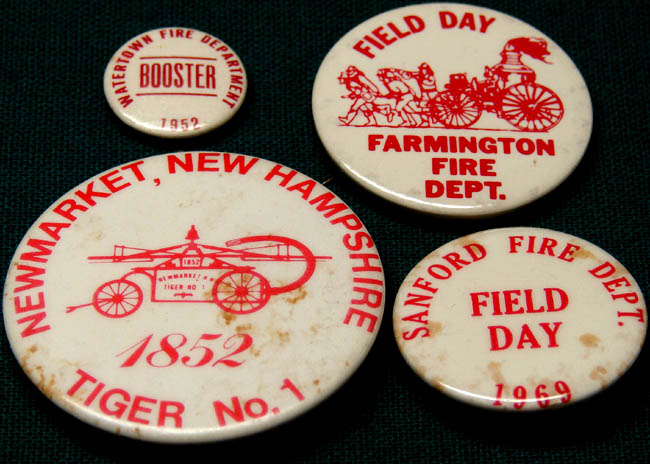 WATERTOWN FIRE DEPARTMENT
BOOSTER
1952
FIELD DAY
FARMINGTON
FIRE
DEPT.
NEWMARKET, NEW HAMPSHIRE
1852
NEWMARKET N.H.
TIGER NO 1
1852
TIGER No. 1
SANFORD FIRE DEPT.
FIELD
DAY
1969